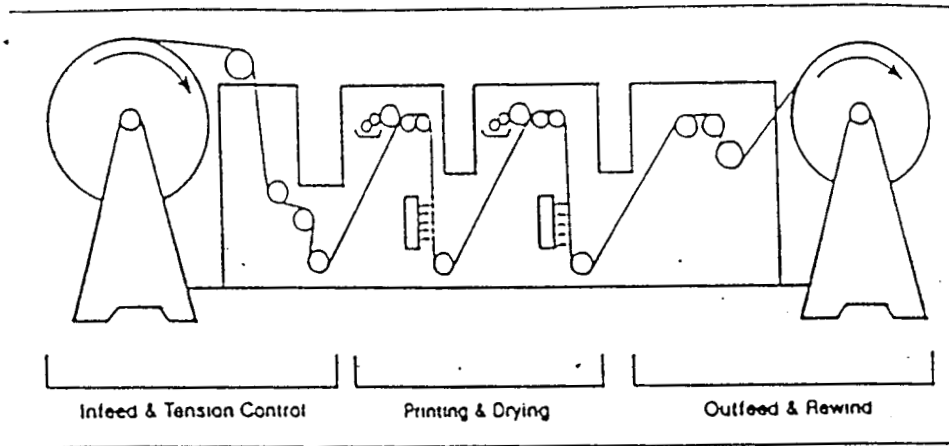 Infeed & Tension Control
Printing & Drying
Outfeed & Rewind